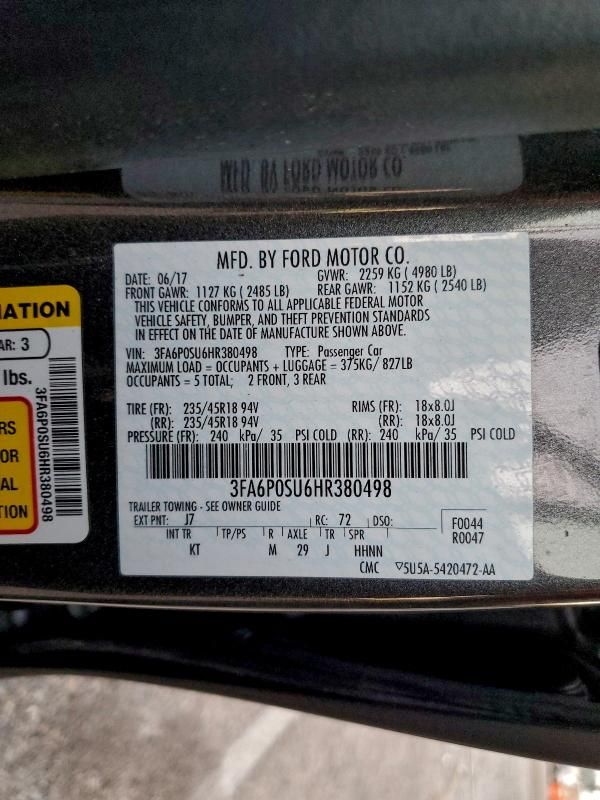 MFD. BY FORD MOTOR CO.
MFD. BY FORD MOTOR CO.
DATE: 06/17 GVWR: 2259 KG ( 4980 LB)
FRONT GAWR: 1127 KG ( 2485 LB) REAR GAWR: 1152 KG ( 2540 LB)
THIS VEHICLE CONFORMS TO ALL APPLICABLE FEDERAL MOTOR
VEHICLE SAFETY, BUMPER, AND THEFT PREVENTION STANDARDS
IN EFFECT ON THE DATE OF MANUFACTURE SHOWN ABOVE.
VIN: 3FA6P0SU6HR380498 TYPE: Passenger Car
MAXIMUM LOAD = OCCUPANTS + LUGGAGE = 375KG/ 827LB
OCCUPANTS = 5 TOTAL; 2 FRONT, 3 REAR
TIRE (FR): 235/45R18 94V RIMS (FR): 18x8.0J
(RR): 235/45R18 94V (RR): 18x8.0J
PRESSURE (FR): 240 kPa/ 35 PSI COLD (RR): 240 kPa/ 35 PSI COLD
3FA6P0SU6HR380498
TRAILER TOWING - SEE OWNER GUIDE
EXT PNT: J7 RC: 72 DSO: F0044
INT TR TP/PS R AXLE TR SPR R0047
KT M 29 J HHNN
CMC ▽5U5A-5420472-AA
MATION
AR: 3
lbs.
RS
OR
AL
TION
3FA6P0SU6HR380498